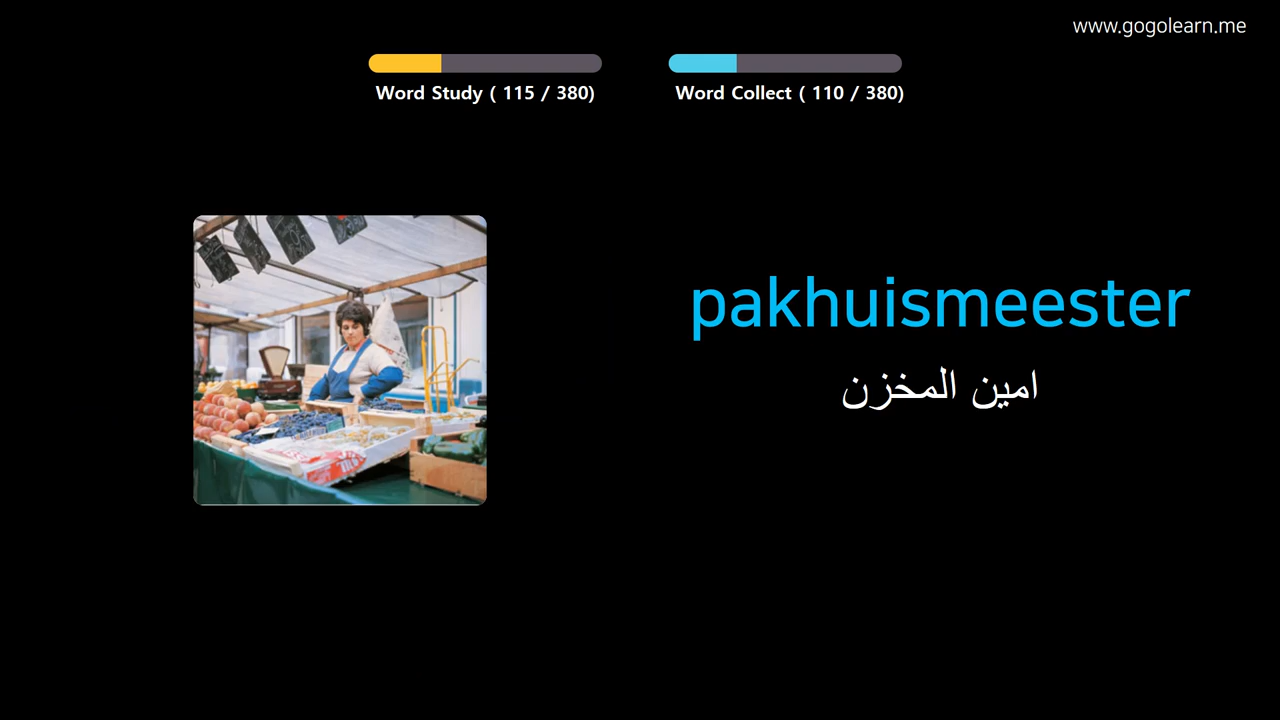 www.gogolearn.me
Word Study ( 115 / 380)
Word Collect ( 110 / 380)
pakhuismeester
امين المخزن